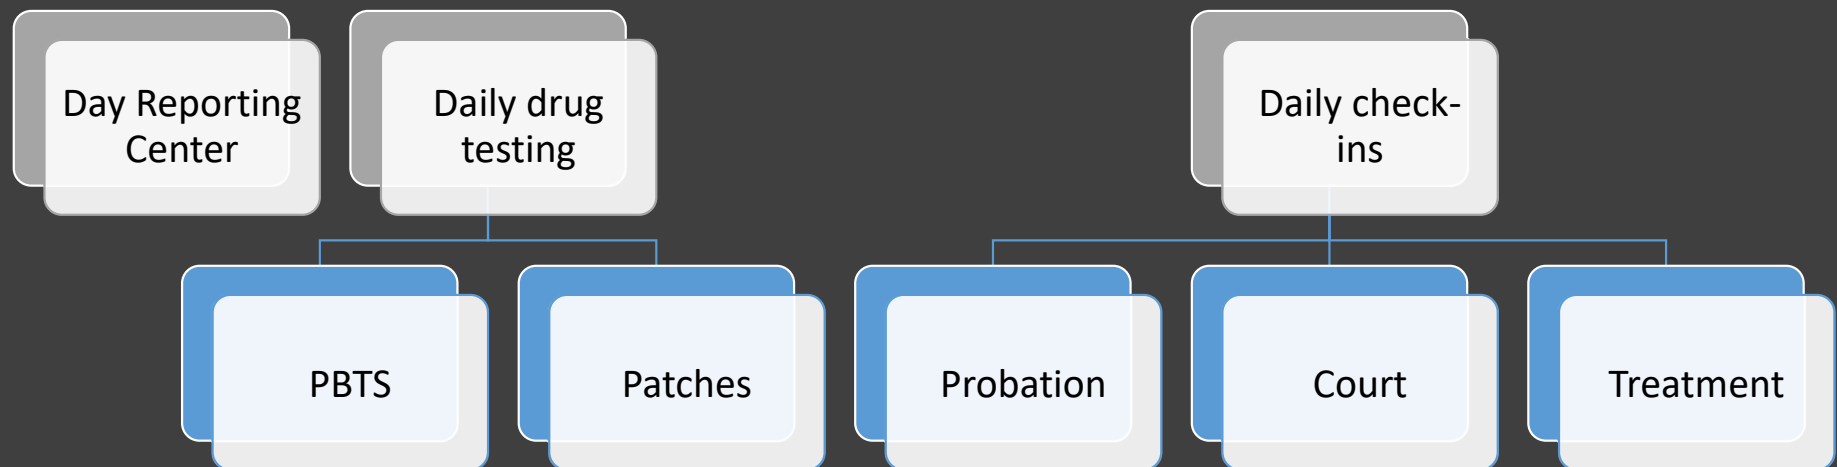 Day Reporting
Center
Daily drug
testing
Daily check-
ins
PBTS
Patches
Probation
Court
Treatment